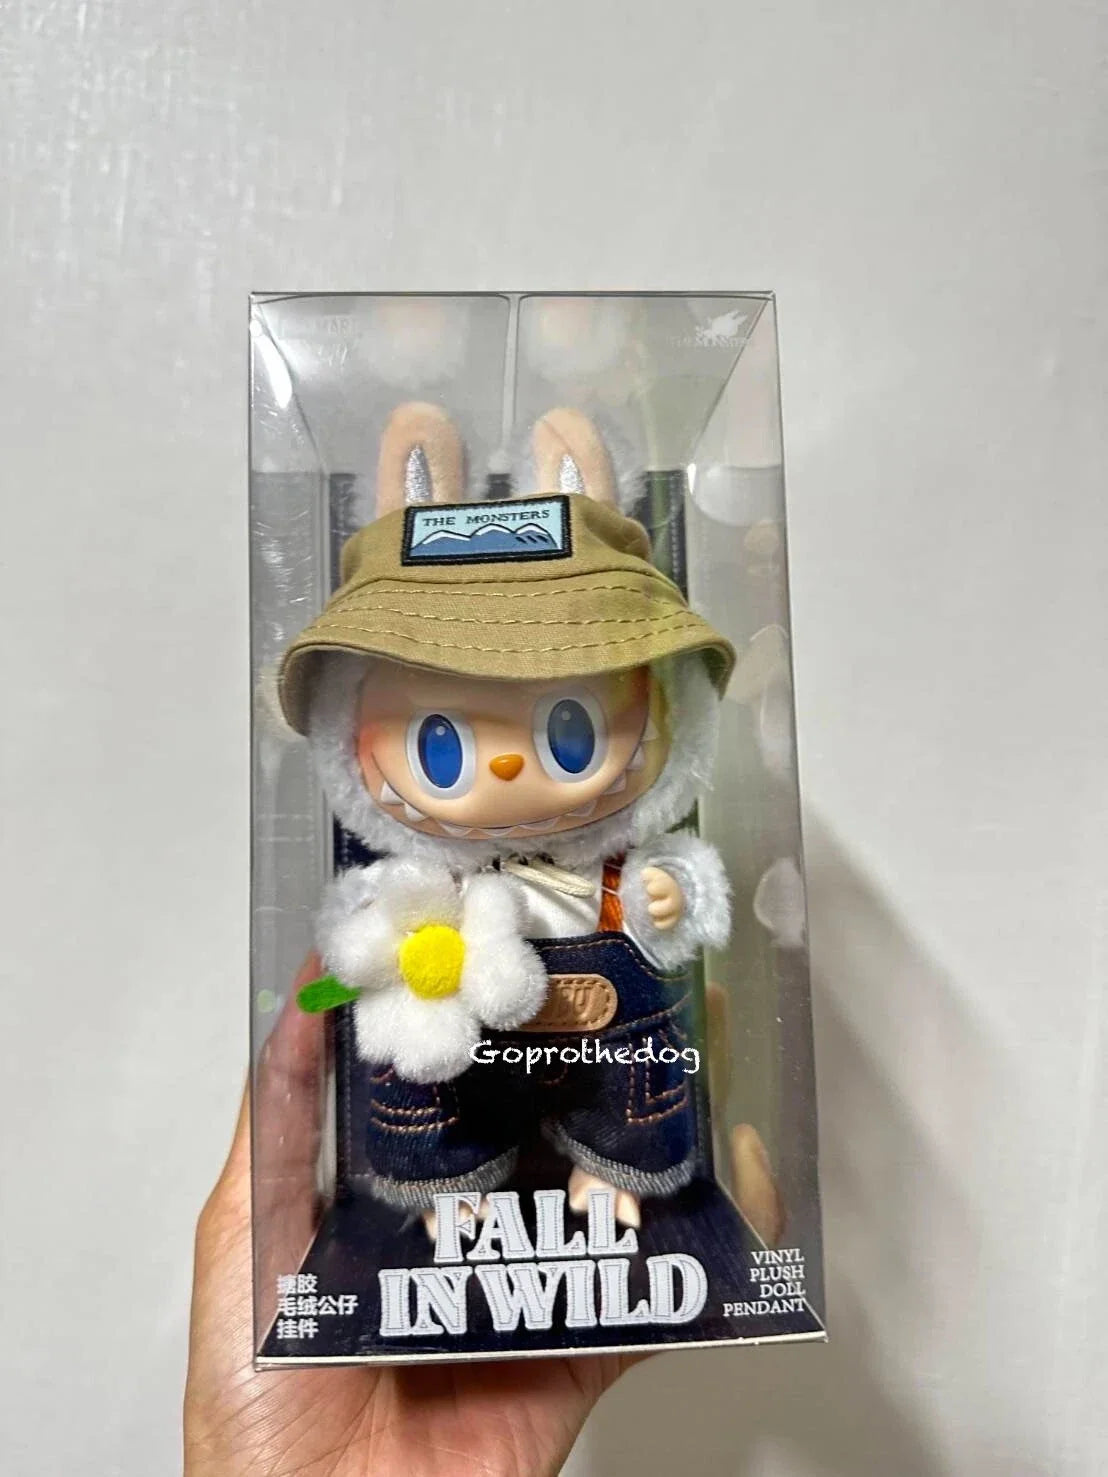 THE MONSTERS
Goprothedog
FALL
IN WILD
搪胶
毛绒公仔
挂件
VINYL
PLUSH
DOLL
PENDANT